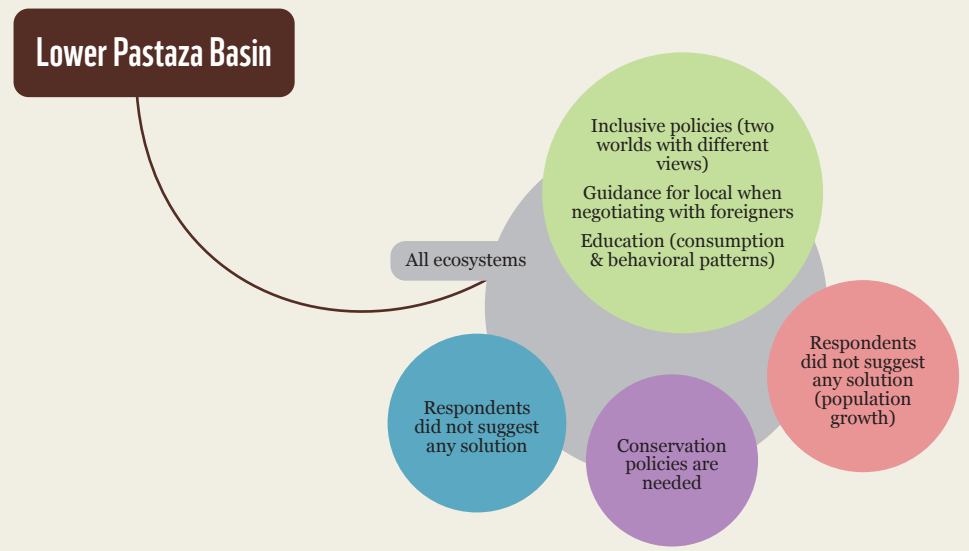 Lower Pastaza Basin
Inclusive policies (two
worlds with different
views)
Guidance for local when
negotiating with foreigners
Education (consumption
& behavioral patterns)
All ecosystems
Respondents
did not suggest
any solution
(population
growth)
Respondents
did not suggest
any solution
Conservation
policies are
needed